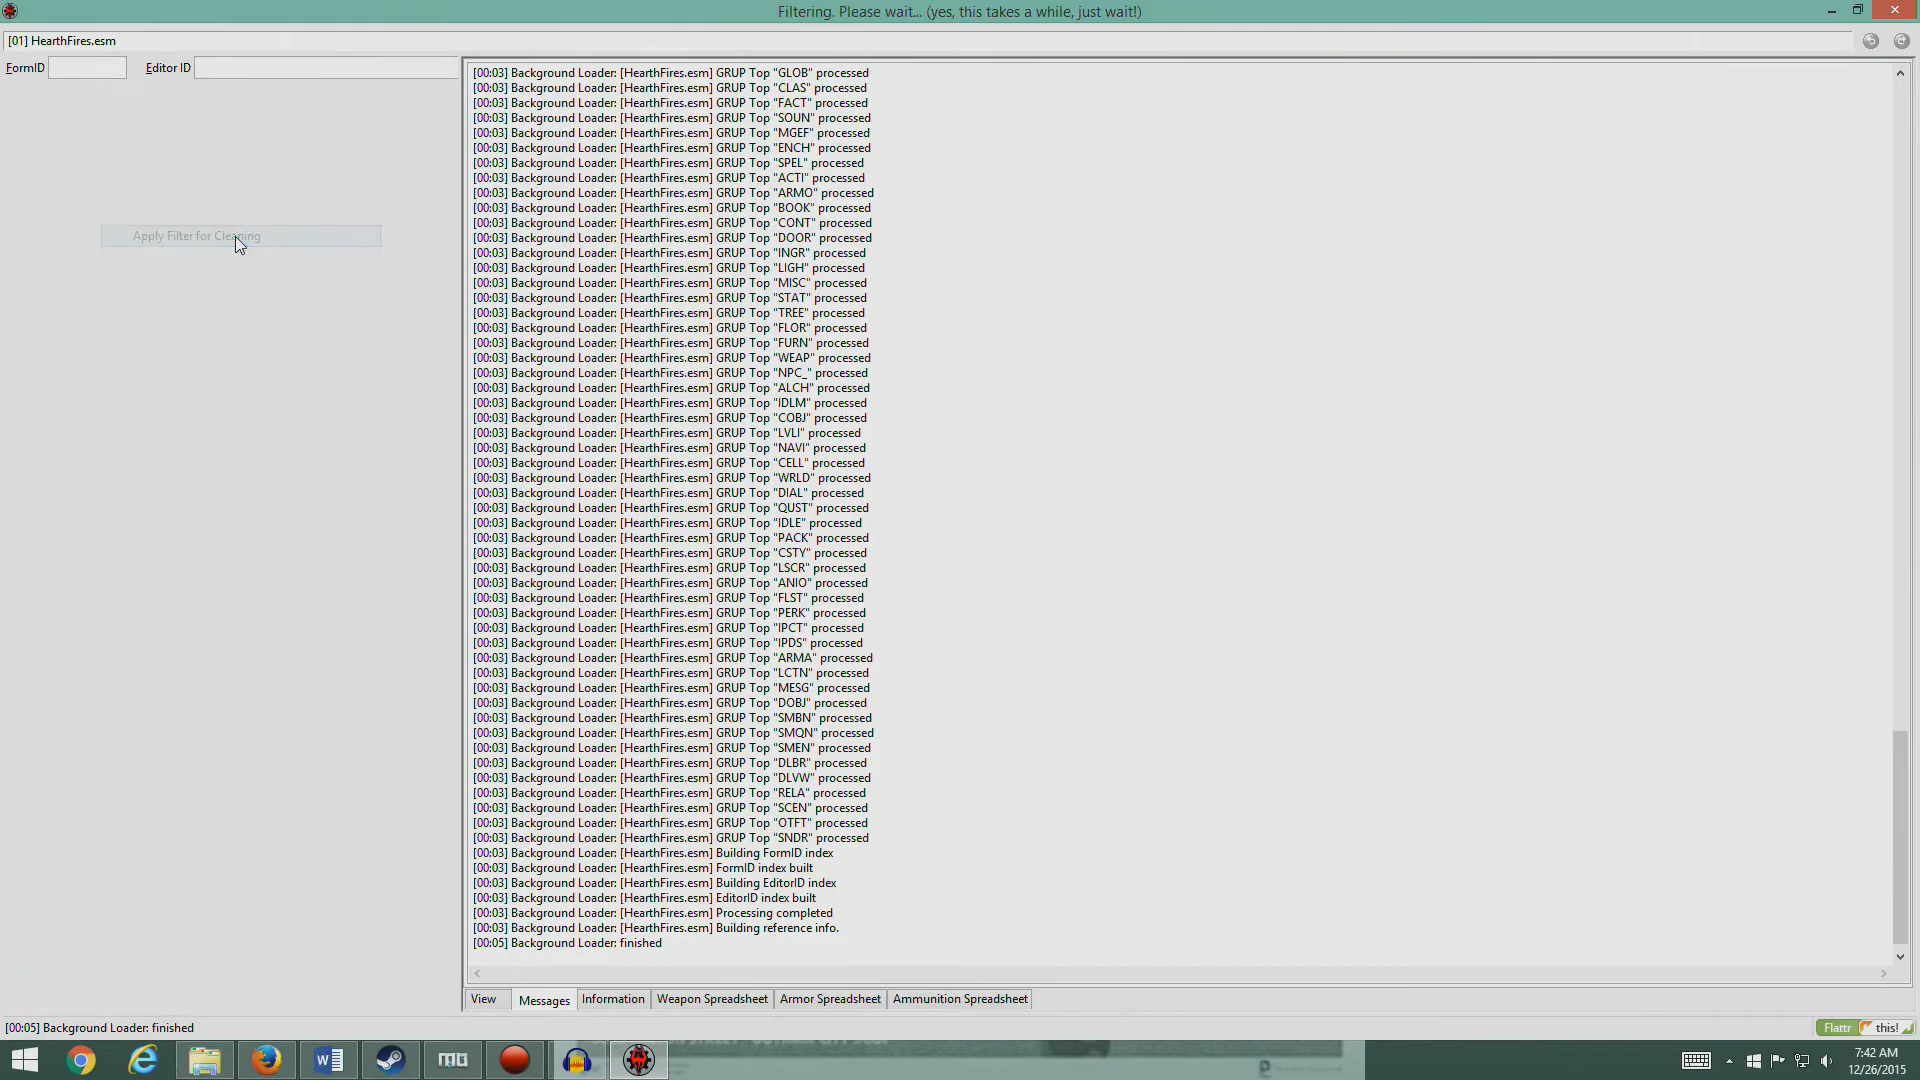 Filtering. Please wait... (yes, this takes a while, just wait!)
[01] HearthFires.esm
FormID
Editor ID
Apply Filter for Cleaning
[00:03] Background Loader: [HearthFires.esm] GRUP Top "GLOB" processed
[00:03] Background Loader: [HearthFires.esm] GRUP Top "CLAS" processed
[00:03] Background Loader: [HearthFires.esm] GRUP Top "FACT" processed
[00:03] Background Loader: [HearthFires.esm] GRUP Top "SOUN" processed
[00:03] Background Loader: [HearthFires.esm] GRUP Top "MGEF" processed
[00:03] Background Loader: [HearthFires.esm] GRUP Top "ENCH" processed
[00:03] Background Loader: [HearthFires.esm] GRUP Top "SPEL" processed
[00:03] Background Loader: [HearthFires.esm] GRUP Top "ACTI" processed
[00:03] Background Loader: [HearthFires.esm] GRUP Top "ARMO" processed
[00:03] Background Loader: [HearthFires.esm] GRUP Top "BOOK" processed
[00:03] Background Loader: [HearthFires.esm] GRUP Top "CONT" processed
[00:03] Background Loader: [HearthFires.esm] GRUP Top "DOOR" processed
[00:03] Background Loader: [HearthFires.esm] GRUP Top "INGR" processed
[00:03] Background Loader: [HearthFires.esm] GRUP Top "LIGH" processed
[00:03] Background Loader: [HearthFires.esm] GRUP Top "MISC" processed
[00:03] Background Loader: [HearthFires.esm] GRUP Top "STAT" processed
[00:03] Background Loader: [HearthFires.esm] GRUP Top "TREE" processed
[00:03] Background Loader: [HearthFires.esm] GRUP Top "FLOR" processed
[00:03] Background Loader: [HearthFires.esm] GRUP Top "FURN" processed
[00:03] Background Loader: [HearthFires.esm] GRUP Top "WEAP" processed
[00:03] Background Loader: [HearthFires.esm] GRUP Top "NPC_" processed
[00:03] Background Loader: [HearthFires.esm] GRUP Top "ALCH" processed
[00:03] Background Loader: [HearthFires.esm] GRUP Top "IDLM" processed
[00:03] Background Loader: [HearthFires.esm] GRUP Top "COBJ" processed
[00:03] Background Loader: [HearthFires.esm] GRUP Top "LVLI" processed
[00:03] Background Loader: [HearthFires.esm] GRUP Top "NAVI" processed
[00:03] Background Loader: [HearthFires.esm] GRUP Top "CELL" processed
[00:03] Background Loader: [HearthFires.esm] GRUP Top "WRLD" processed
[00:03] Background Loader: [HearthFires.esm] GRUP Top "DIAL" processed
[00:03] Background Loader: [HearthFires.esm] GRUP Top "QUST" processed
[00:03] Background Loader: [HearthFires.esm] GRUP Top "IDLE" processed
[00:03] Background Loader: [HearthFires.esm] GRUP Top "PACK" processed
[00:03] Background Loader: [HearthFires.esm] GRUP Top "CSTY" processed
[00:03] Background Loader: [HearthFires.esm] GRUP Top "LSCR" processed
[00:03] Background Loader: [HearthFires.esm] GRUP Top "ANIO" processed
[00:03] Background Loader: [HearthFires.esm] GRUP Top "FLST" processed
[00:03] Background Loader: [HearthFires.esm] GRUP Top "PERK" processed
[00:03] Background Loader: [HearthFires.esm] GRUP Top "IPCT" processed
[00:03] Background Loader: [HearthFires.esm] GRUP Top "IPDS" processed
[00:03] Background Loader: [HearthFires.esm] GRUP Top "ARMA" processed
[00:03] Background Loader: [HearthFires.esm] GRUP Top "LCTN" processed
[00:03] Background Loader: [HearthFires.esm] GRUP Top "MESG" processed
[00:03] Background Loader: [HearthFires.esm] GRUP Top "DOBJ" processed
[00:03] Background Loader: [HearthFires.esm] GRUP Top "SMBN" processed
[00:03] Background Loader: [HearthFires.esm] GRUP Top "SMQN" processed
[00:03] Background Loader: [HearthFires.esm] GRUP Top "SMEN" processed
[00:03] Background Loader: [HearthFires.esm] GRUP Top "DLBR" processed
[00:03] Background Loader: [HearthFires.esm] GRUP Top "DLVW" processed
[00:03] Background Loader: [HearthFires.esm] GRUP Top "RELA" processed
[00:03] Background Loader: [HearthFires.esm] GRUP Top "SCEN" processed
[00:03] Background Loader: [HearthFires.esm] GRUP Top "OTFT" processed
[00:03] Background Loader: [HearthFires.esm] GRUP Top "SNDR" processed
[00:03] Background Loader: [HearthFires.esm] Building FormID index
[00:03] Background Loader: [HearthFires.esm] FormID index built
[00:03] Background Loader: [HearthFires.esm] Building EditorID index
[00:03] Background Loader: [HearthFires.esm] EditorID index built
[00:03] Background Loader: [HearthFires.esm] Processing completed
[00:03] Background Loader: [HearthFires.esm] Building reference info.
[00:05] Background Loader: finished
View Messages Information Weapon Spreadsheet Armor Spreadsheet Ammunition Spreadsheet
[00:05] Background Loader: finished
Flattr this!
7:42 AM
12/26/2015